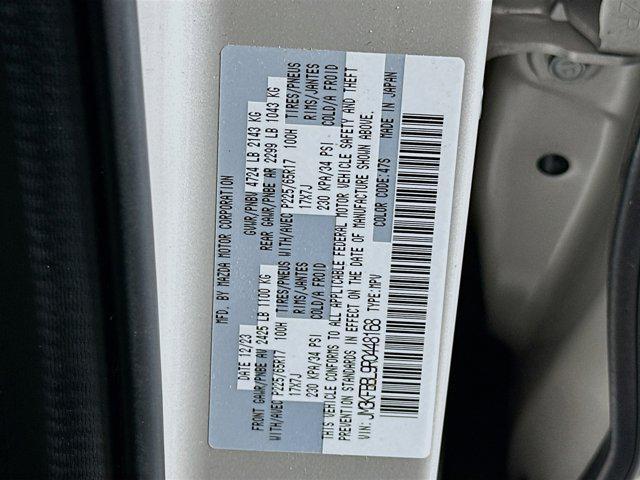 MFD. BY MAZDA MOTOR CORPORATION
DATE 12/23 GVWR/PNBV 4724 LB 2143 KG
FRONT GAWR/PNBE AV 2425 LB 1100 KG REAR GAWR/PNBE AR 2299 LB 1043 KG
WITH/AVEC P225/65R17 100H TIRES/PNEUS WITH/AVEC P225/65R17 100H TIRES/PNEUS
17X7J RIMS/JANTES 17X7J RIMS/JANTES
230 KPA/34 PSI COLD/A FROID 230 KPA/34 PSI COLD/A FROID
THIS VEHICLE CONFORMS TO ALL APPLICABLE FEDERAL MOTOR VEHICLE SAFETY AND THEFT
PREVENTION STANDARDS IN EFFECT ON THE DATE OF MANUFACTURE SHOWN ABOVE.
VIN: JM3KFBBL9R0448168 TYPE:MPV COLOR CODE:47S MADE IN JAPAN